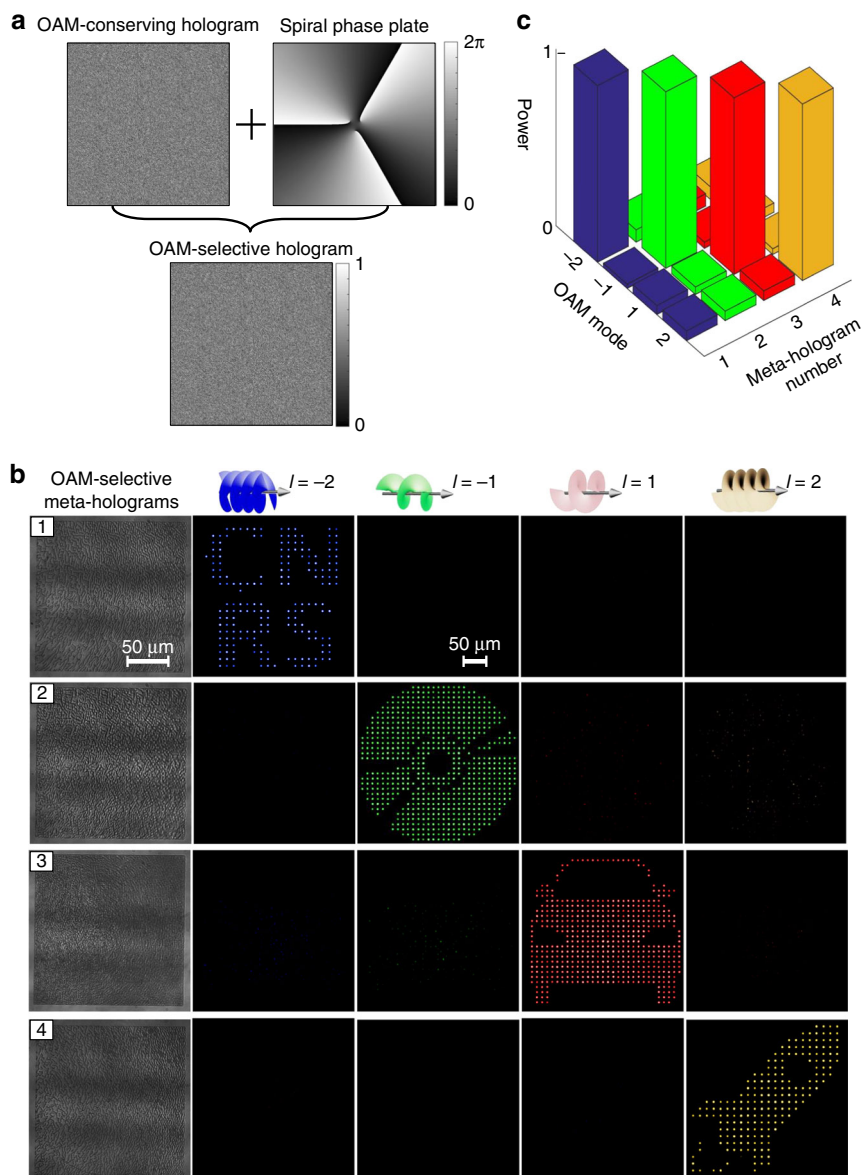 a
OAM-conserving hologram
Spiral phase plate
2π
0
OAM-selective hologram
1
0
c
1
Power
0
−2
−1
1
2
OAM mode
1
2
3
4
Meta-hologram
number
b
OAM-selective
meta-holograms
l = −2
l = −1
l = 1
l = 2
1
CN
RS
50 µm
50 µm
2
3
4